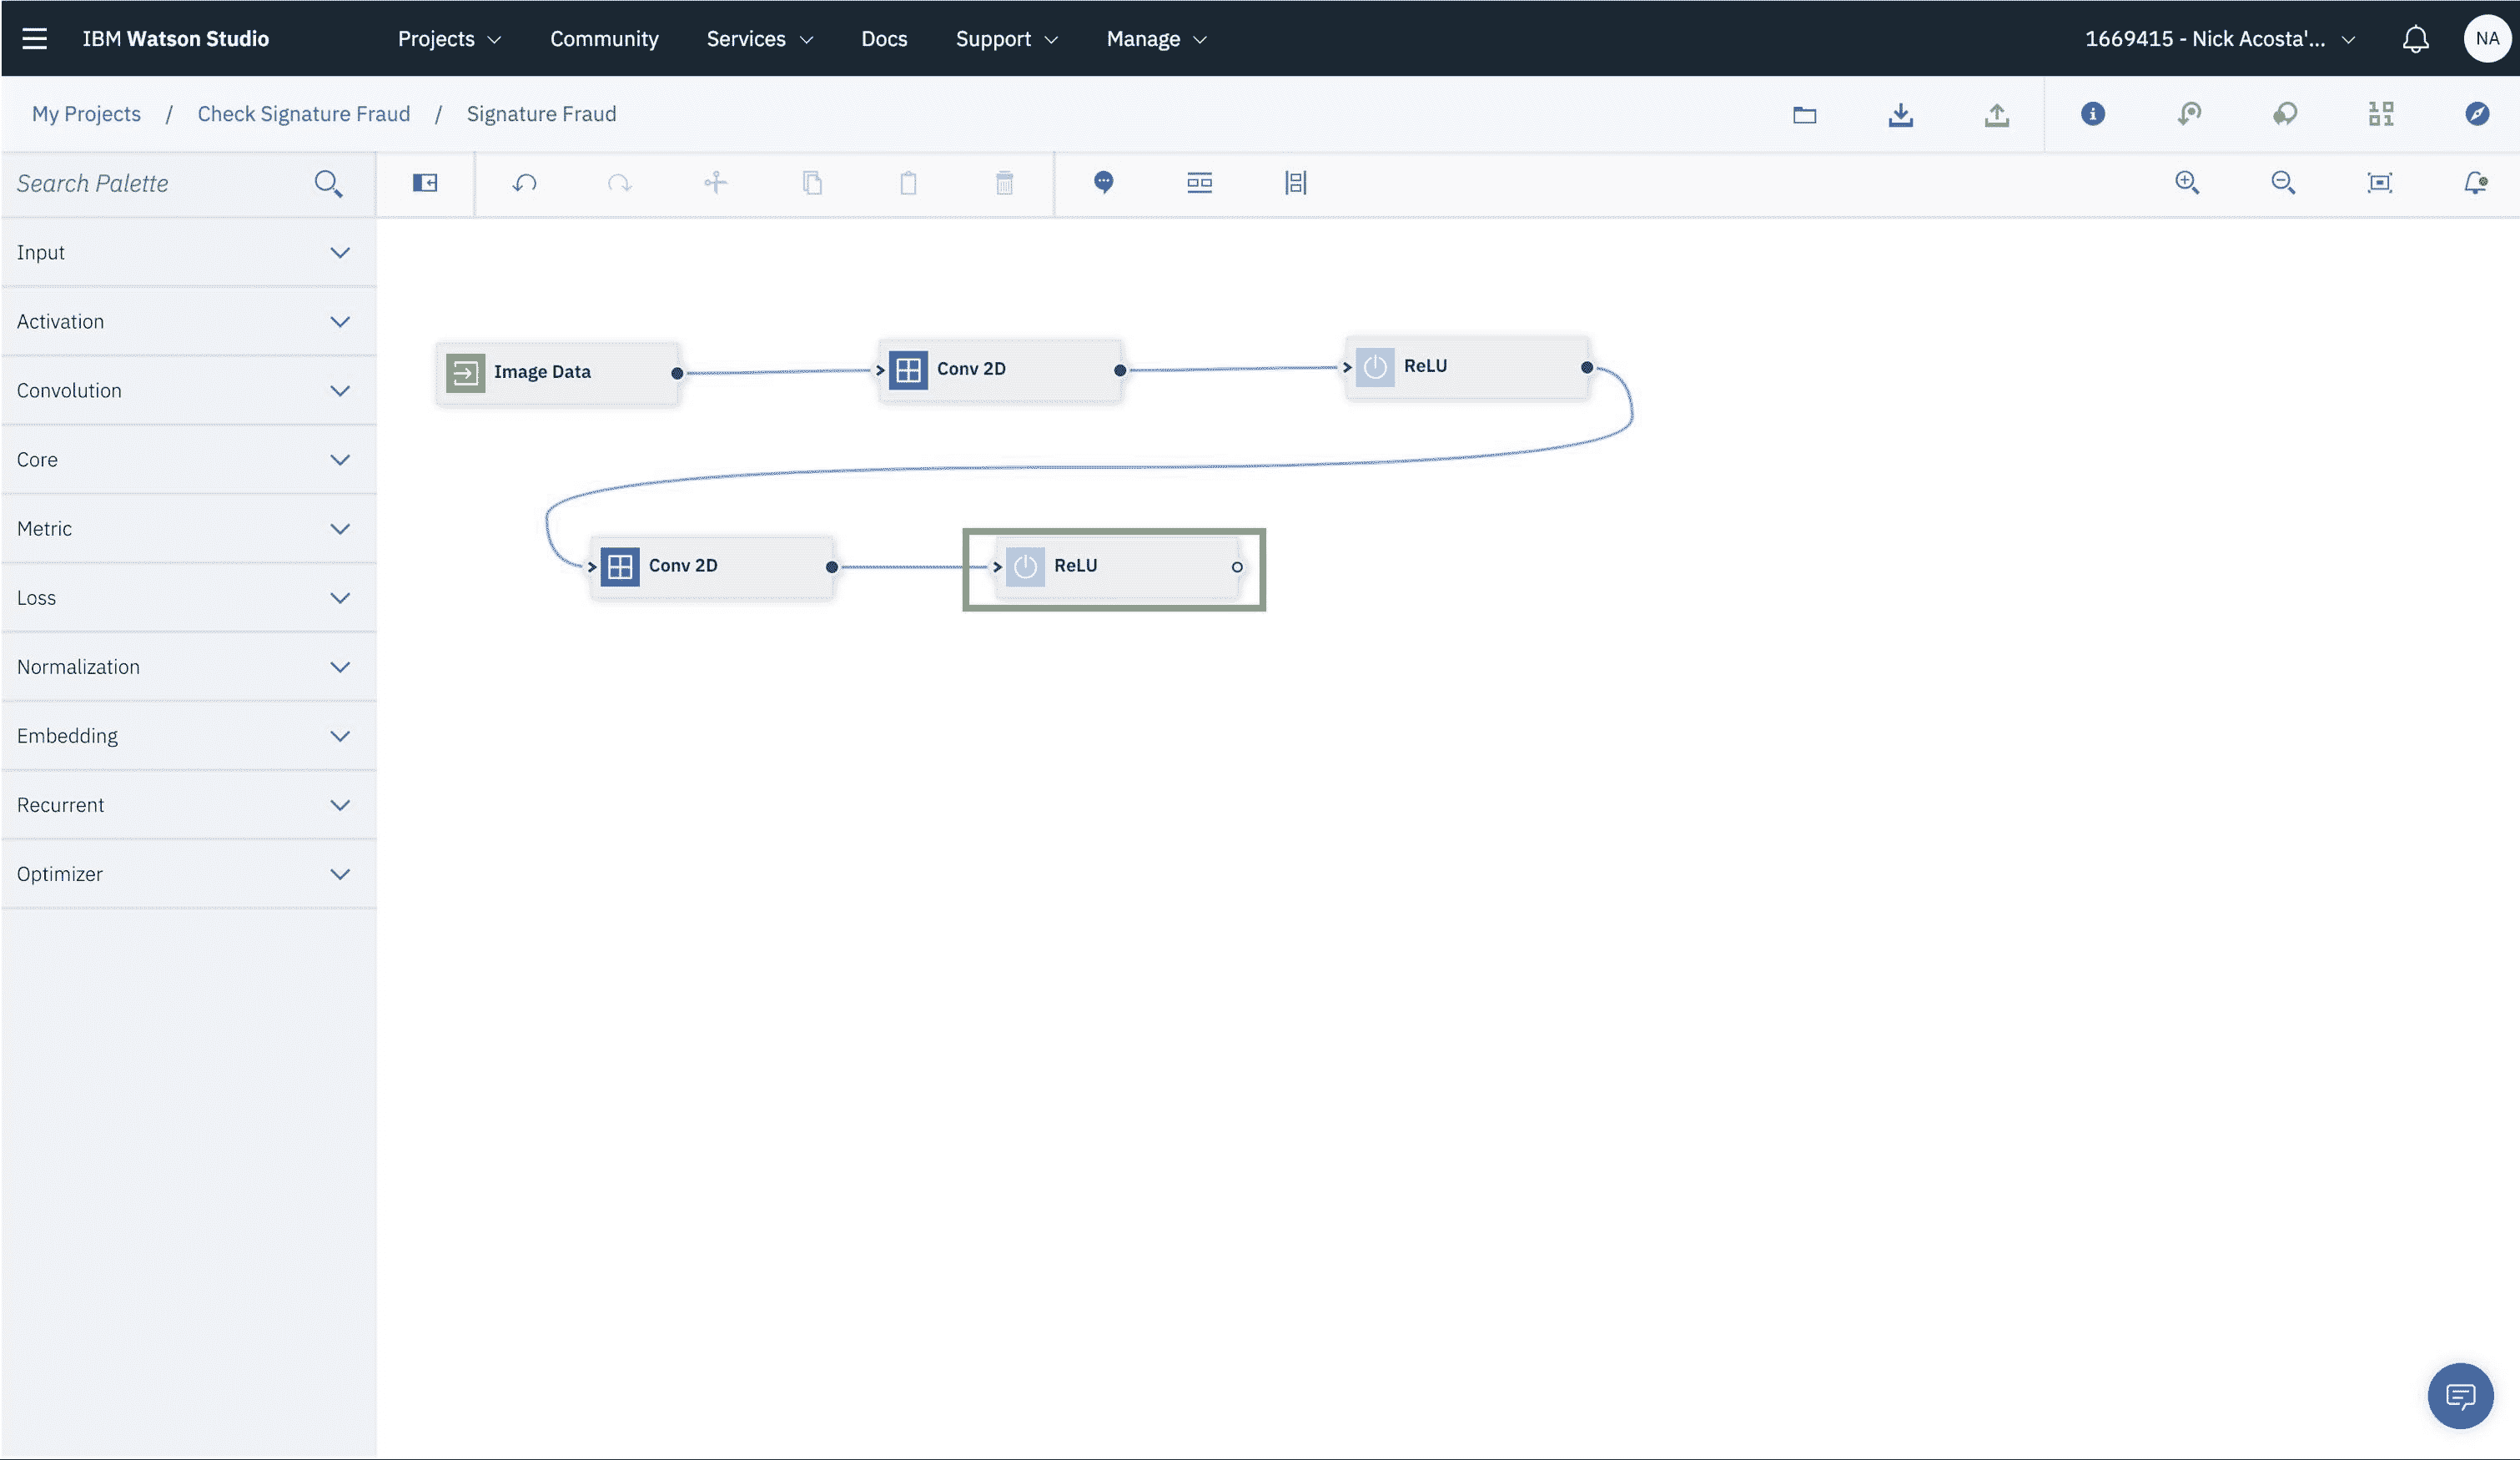 IBM Watson Studio Projects Community Services Docs Support Manage 1669415 - Nick Acosta'... NA
My Projects / Check Signature Fraud / Signature Fraud
Search Palette
Input
Activation
Convolution
Core
Metric
Loss
Normalization
Embedding
Recurrent
Optimizer
Image Data
Conv 2D
ReLU
Conv 2D
ReLU